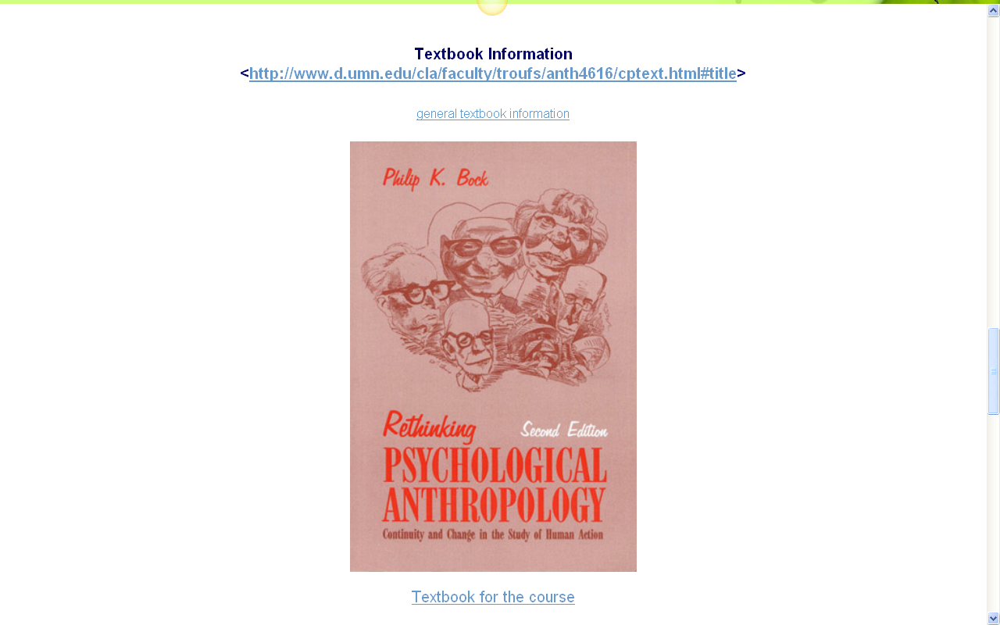 Textbook Information
<http://www.d.umn.edu/cla/faculty/troufs/anth4616/cptext.html#title>
general textbook information
Philip K. Bock
Rethinking Second Edition
PSYCHOLOGICAL
ANTHROPOLOGY
Continuity and Change in the Study of Human Action
Textbook for the course